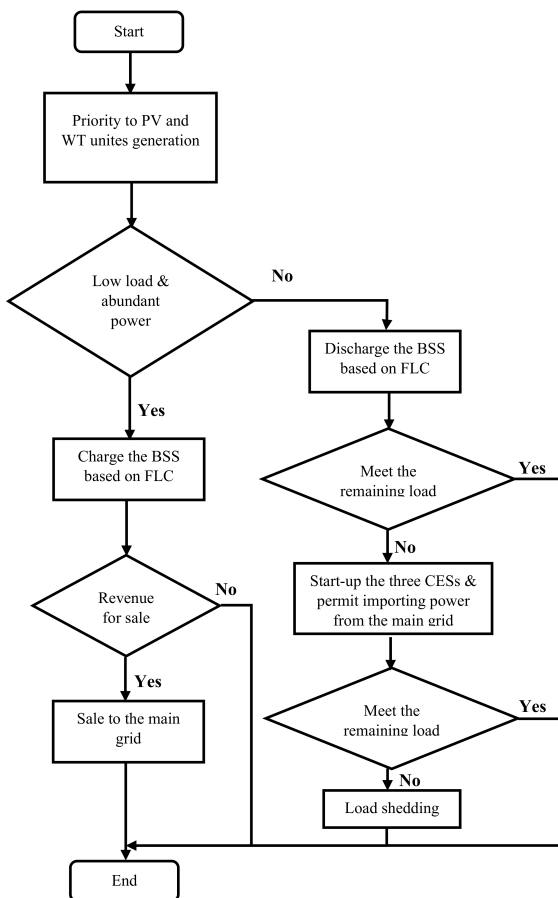 Start
Priority to PV and
WT unites generation
Low load &
abundant
power
No
Yes
Discharge the BSS
based on FLC
Charge the BSS
based on FLC
Meet the
remaining load
Yes
No
Revenue
for sale
No
Yes
Start-up the three CESs &
permit importing power
from the main grid
Sale to the main
grid
Meet the
remaining load
Yes
No
Load shedding
End